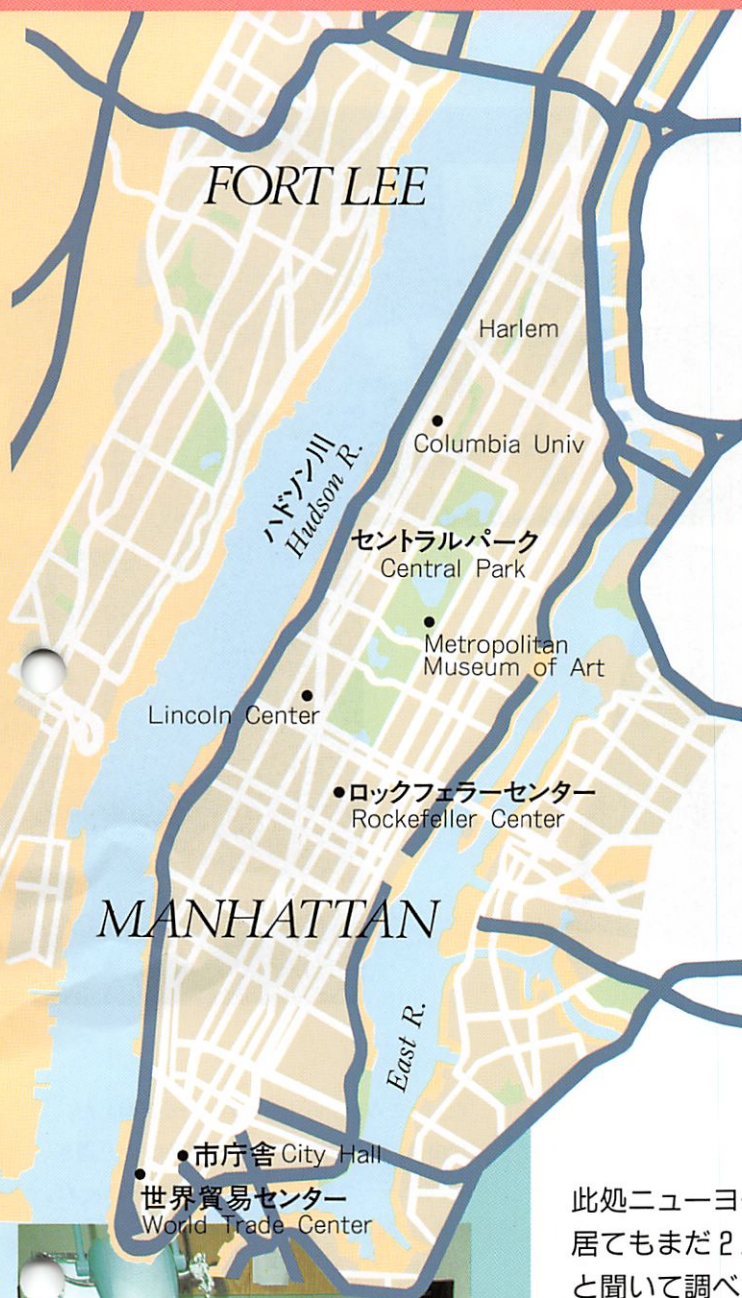 FORT LEE
Harlem
Columbia Univ
ハドソン川
Hudson R.
セントラルパーク
Central Park
Metropolitan
Museum of Art
Lincoln Center
ロックフェラーセンター
Rockefeller Center
MANHATTAN
East R.
市庁舎 City Hall
世界貿易センター
World Trade Center
此処ニューヨ
居てもまだ2
と聞いて調べ